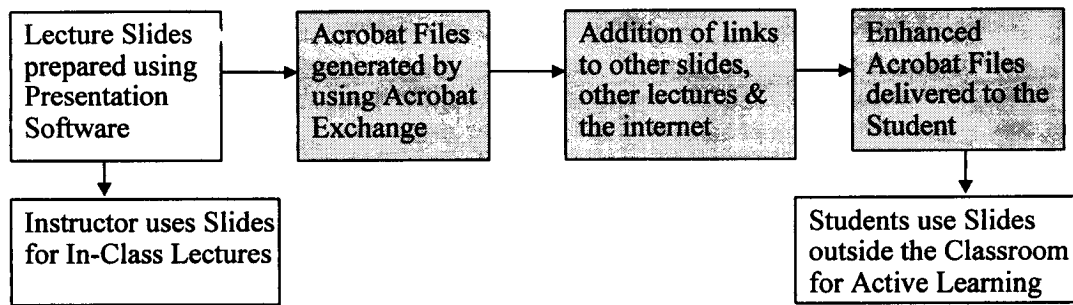 Lecture Slides
prepared using
Presentation
Software
Acrobat Files
generated by
using Acrobat
Exchange
Addition of links
to other slides,
other lectures &
the internet
Enhanced
Acrobat Files
delivered to the
Student
Instructor uses Slides
for In-Class Lectures
Students use Slides
outside the Classroom
for Active Learning